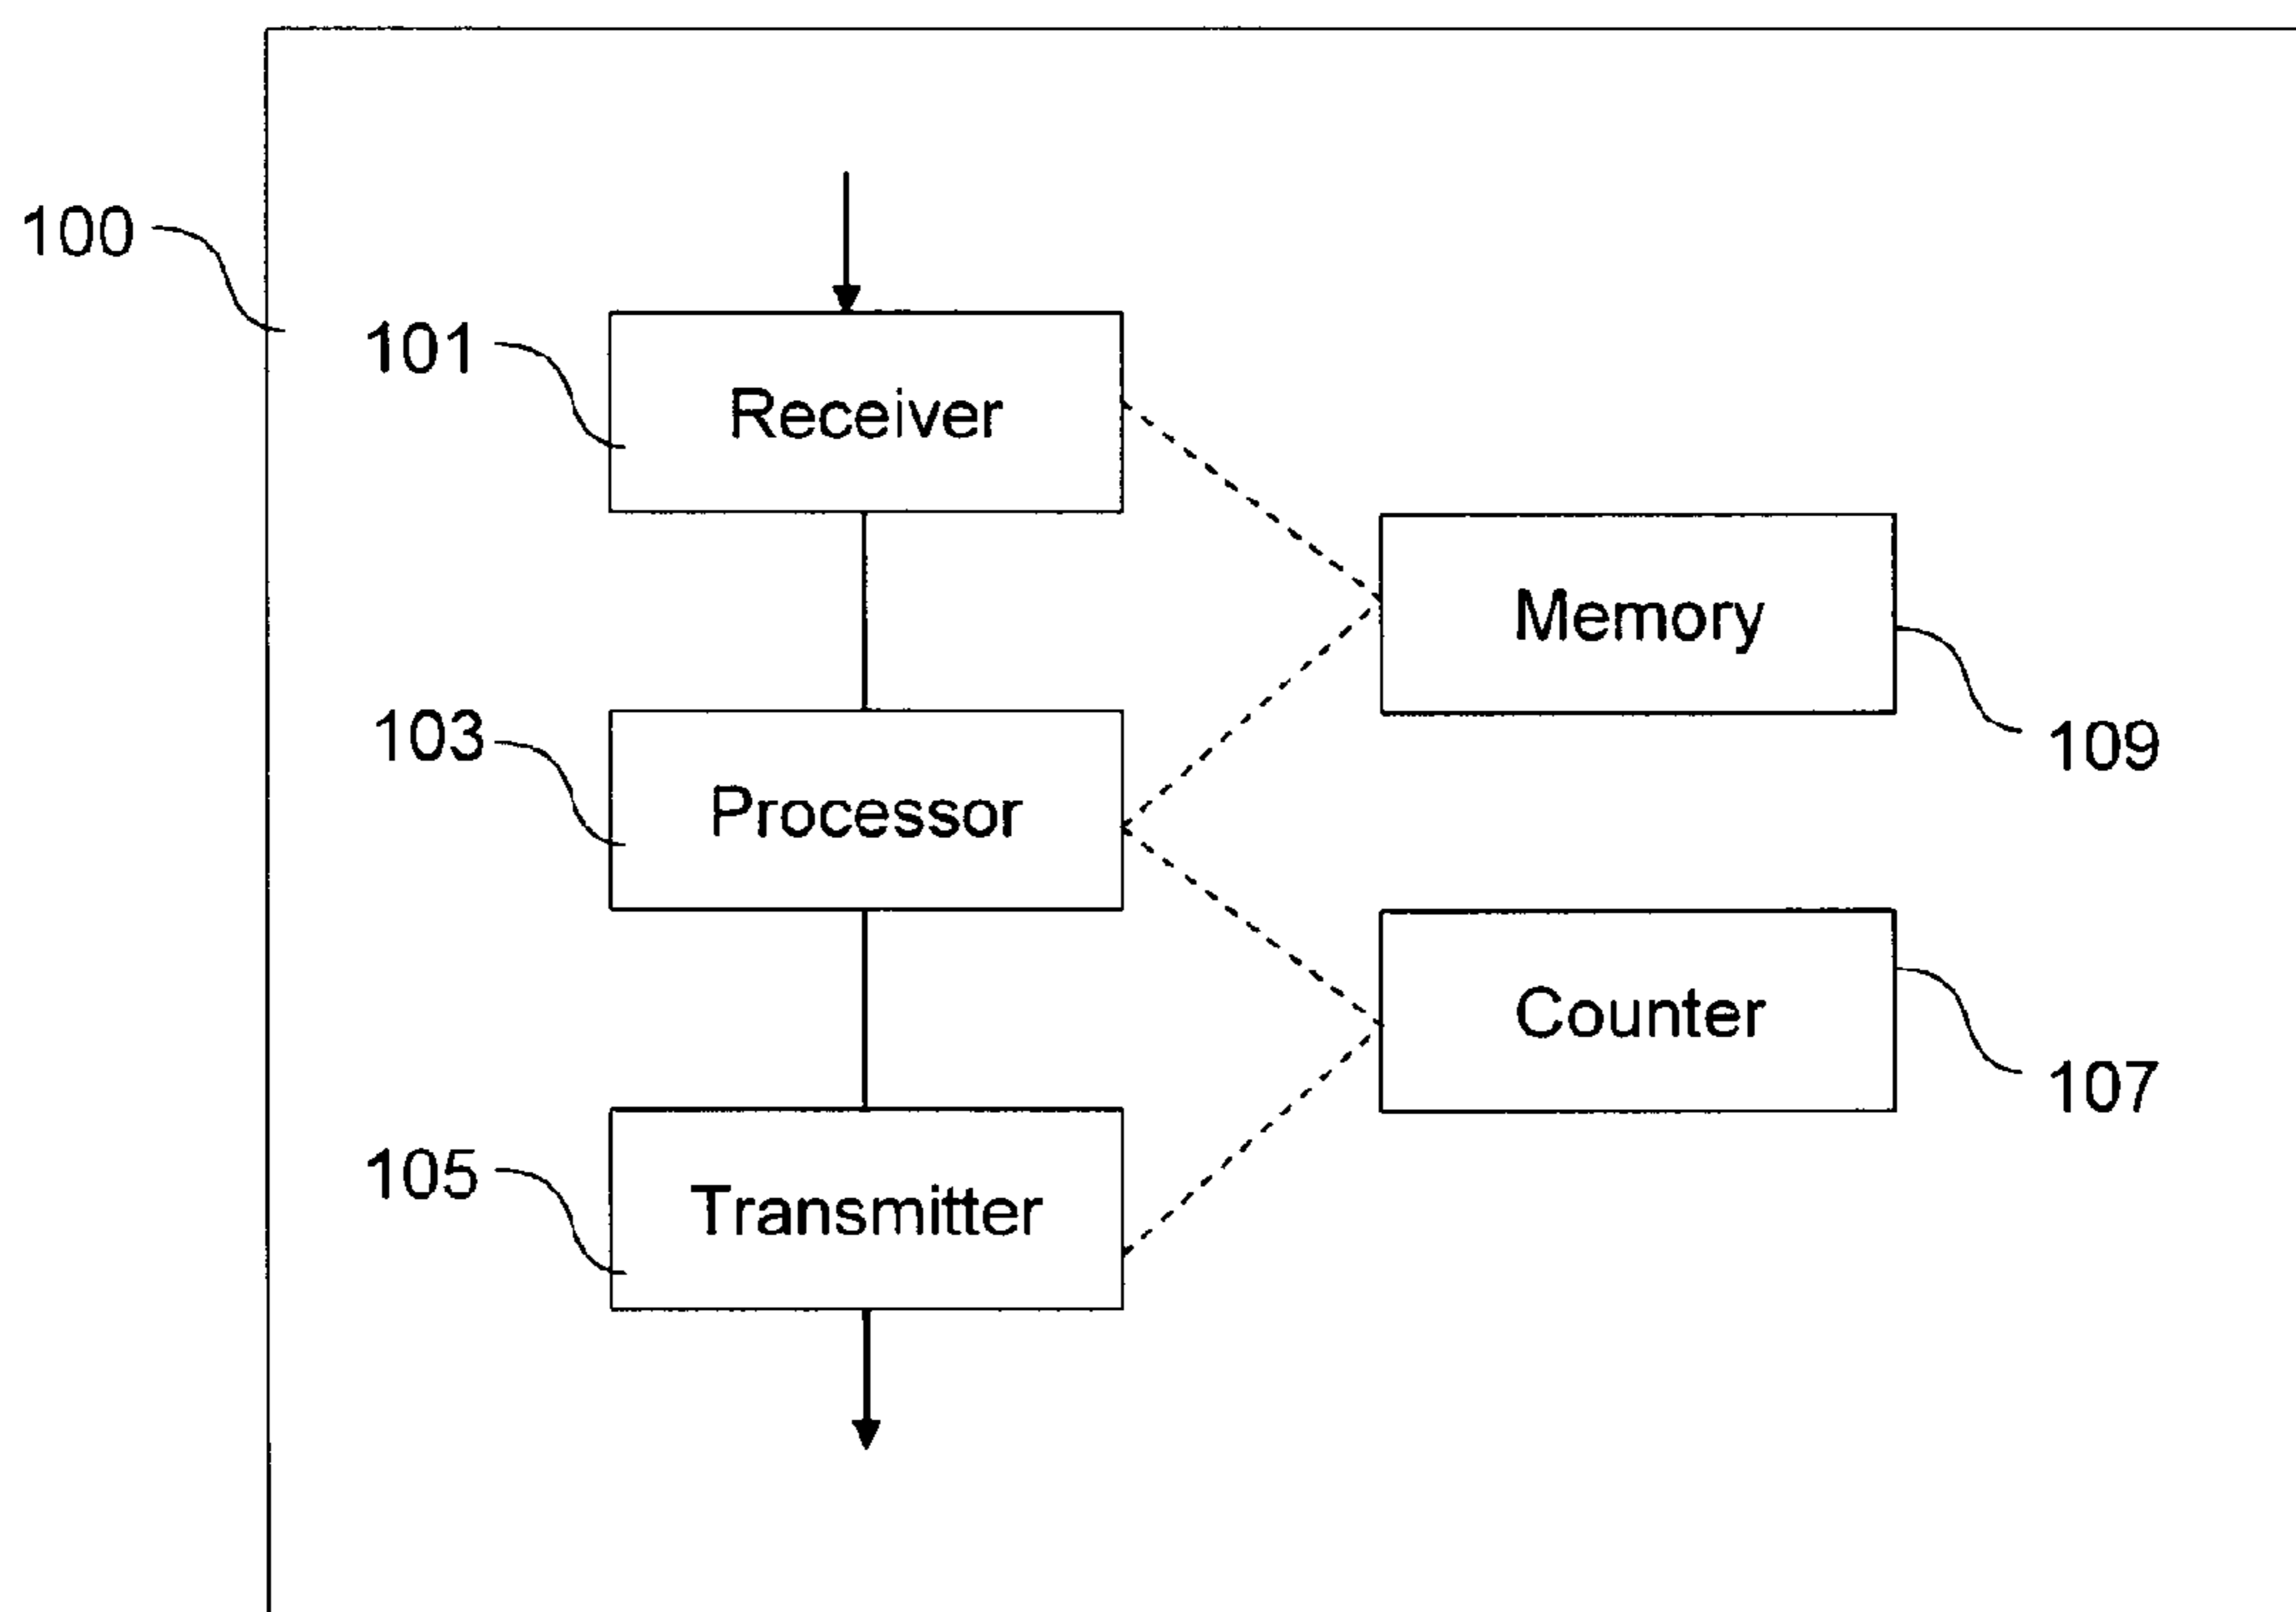 100
101
Receiver
Memory
109
103
Processor
Counter
107
105
Transmitter